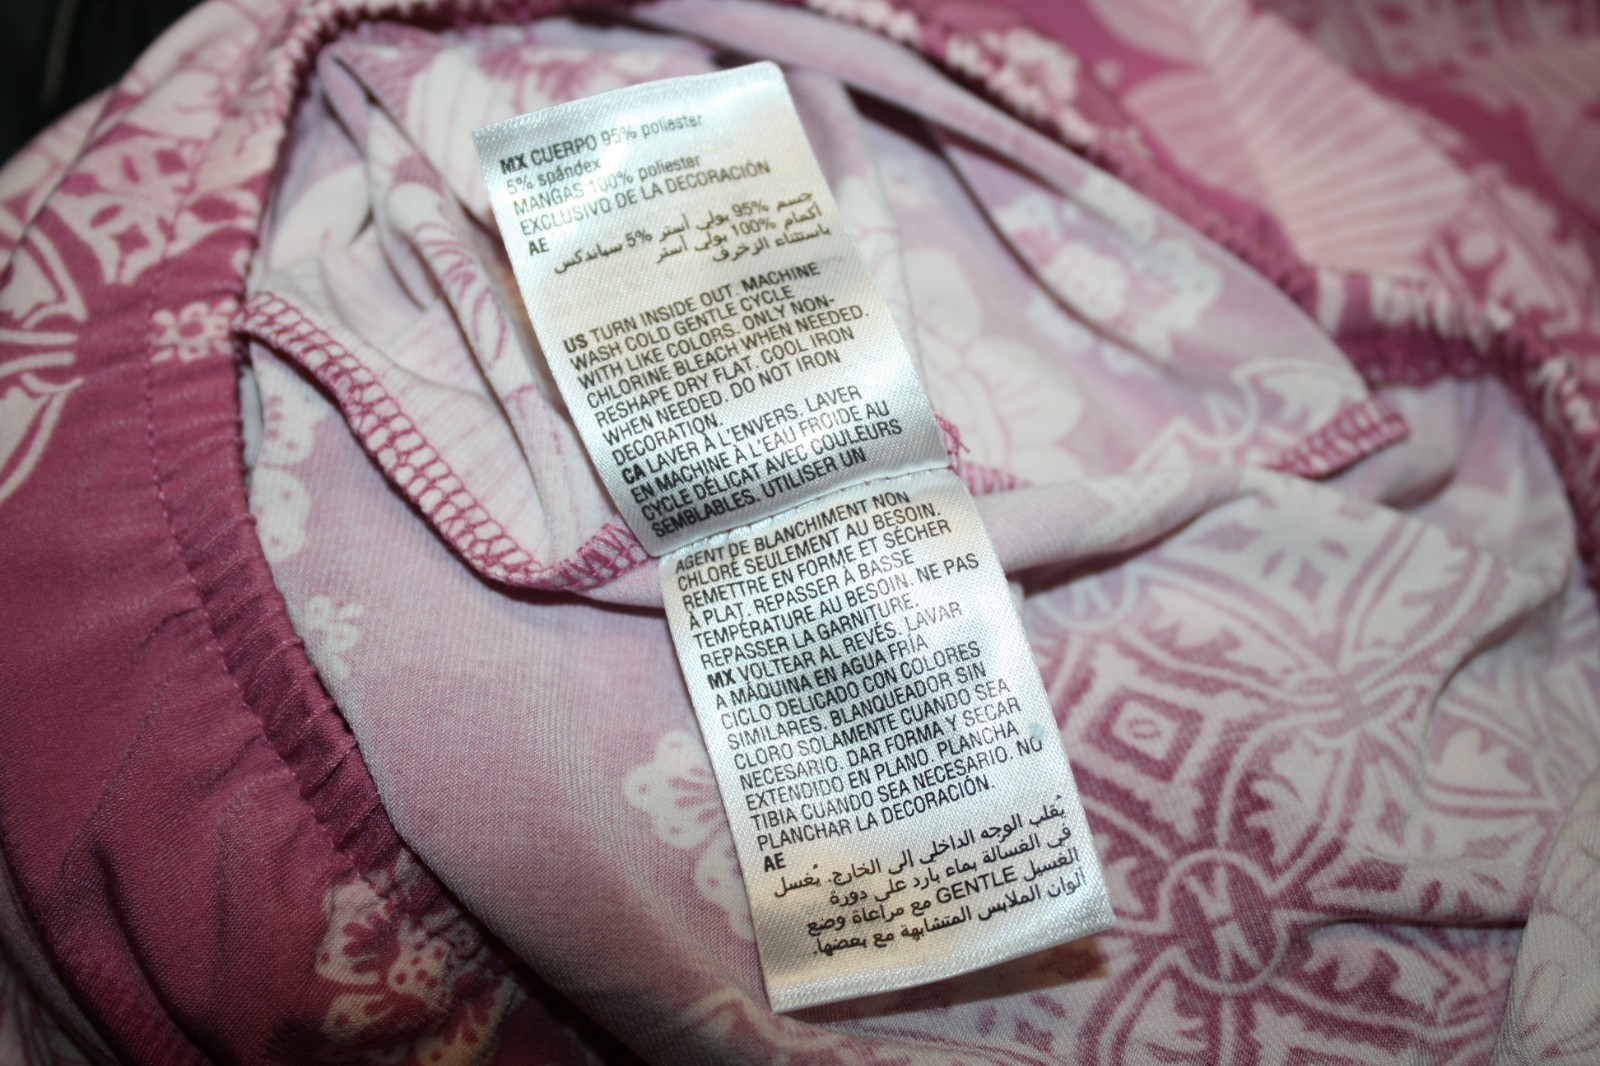 MX CUERPO 95% poliester
5% spándex
MANGAS 100% poliester
EXCLUSIVO DE LA DECORACIÓN
AE
جسم 95% بولي أستر 5% سباندكس
أكمام 100% بولي أستر
باستثناء الزخرف
US TURN INSIDE OUT. MACHINE
WASH COLD GENTLE CYCLE
WITH LIKE COLORS. ONLY NON-
CHLORINE BLEACH WHEN NEEDED.
RESHAPE DRY FLAT. COOL IRON
WHEN NEEDED. DO NOT IRON
DECORATION.
CA LAVER À L'ENVERS. LAVER
EN MACHINE À L'EAU FROIDE AU
CYCLE DÉLICAT AVEC COULEURS
SEMBLABLES. UTILISER UN
AGENT DE BLANCHIMENT NON
CHLORÉ SEULEMENT AU BESOIN.
REMETTRE EN FORME ET SÉCHER
À PLAT. REPASSER À BASSE
TEMPÉRATURE AU BESOIN. NE PAS
REPASSER LA GARNITURE.
MX VOLTEAR AL REVÉS. LAVAR
A MÁQUINA EN AGUA FRÍA
CICLO DELICADO CON COLORES
SIMILARES. BLANQUEADOR SIN
CLORO SOLAMENTE CUANDO SEA
NECESARIO. DAR FORMA Y SECAR
EXTENDIDO EN PLANO. PLANCHA
TIBIA CUANDO SEA NECESARIO. NO
PLANCHAR LA DECORACIÓN.
AE
يُقلب الوجه الداخلي إلى الخارج. يُغسل
في الغسالة بماء بارد على دورة
الغسيل GENTLE مع مراعاة وضع
ألوان الملابس المتشابهة مع بعضها.